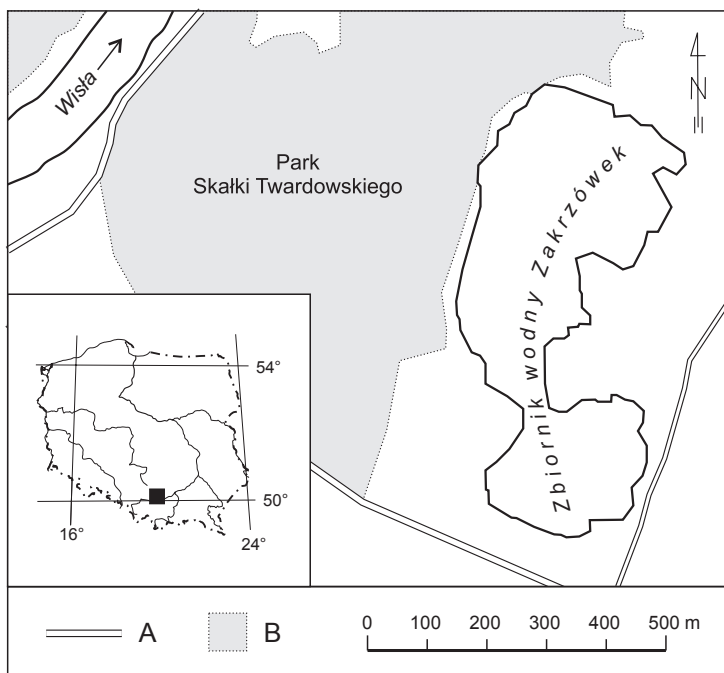 Wisła
N
Park
Skałki Twardowskiego
Zbiornik wodny Zakrzówek
54°
50°
16°
24°
A
B
0 100 200 300 400 500 m